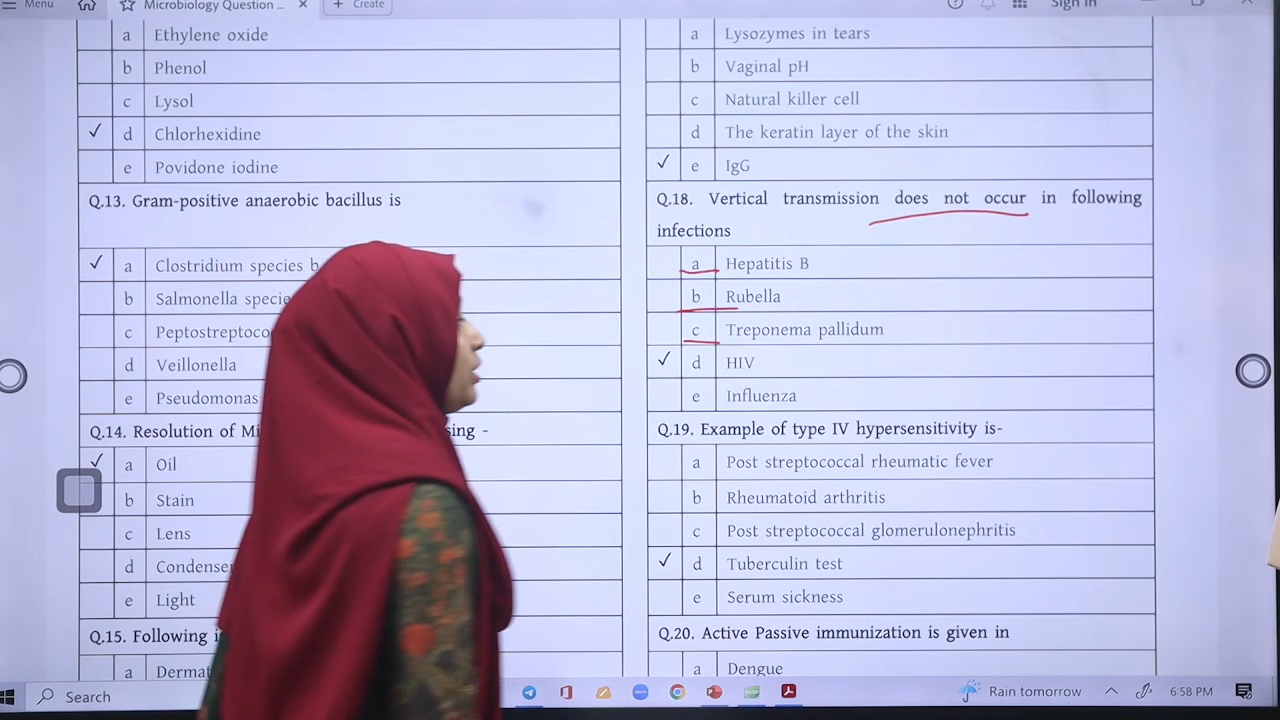 Menu
Microbiology Question ..
Create
Sign in
a Ethylene oxide
b Phenol
c Lysol
✓ d Chlorhexidine
e Povidone iodine
Q.13. Gram-positive anaerobic bacillus is
✓ a Clostridium species b
b Salmonella specie
c Peptostreptoco
d Veillonella
e Pseudomonas
Q.14. Resolution of Mi sing -
✓ a Oil
b Stain
c Lens
d Condense
e Light
Q.15. Following i
a Dermat
a Lysozymes in tears
b Vaginal pH
c Natural killer cell
d The keratin layer of the skin
✓ e IgG
Q.18. Vertical transmission does not occur in following
infections
a Hepatitis B
b Rubella
c Treponema pallidum
✓ d HIV
e Influenza
Q.19. Example of type IV hypersensitivity is-
a Post streptococcal rheumatic fever
b Rheumatoid arthritis
c Post streptococcal glomerulonephritis
✓ d Tuberculin test
e Serum sickness
Q.20. Active Passive immunization is given in
a Dengue
Search
Rain tomorrow
6:58 PM